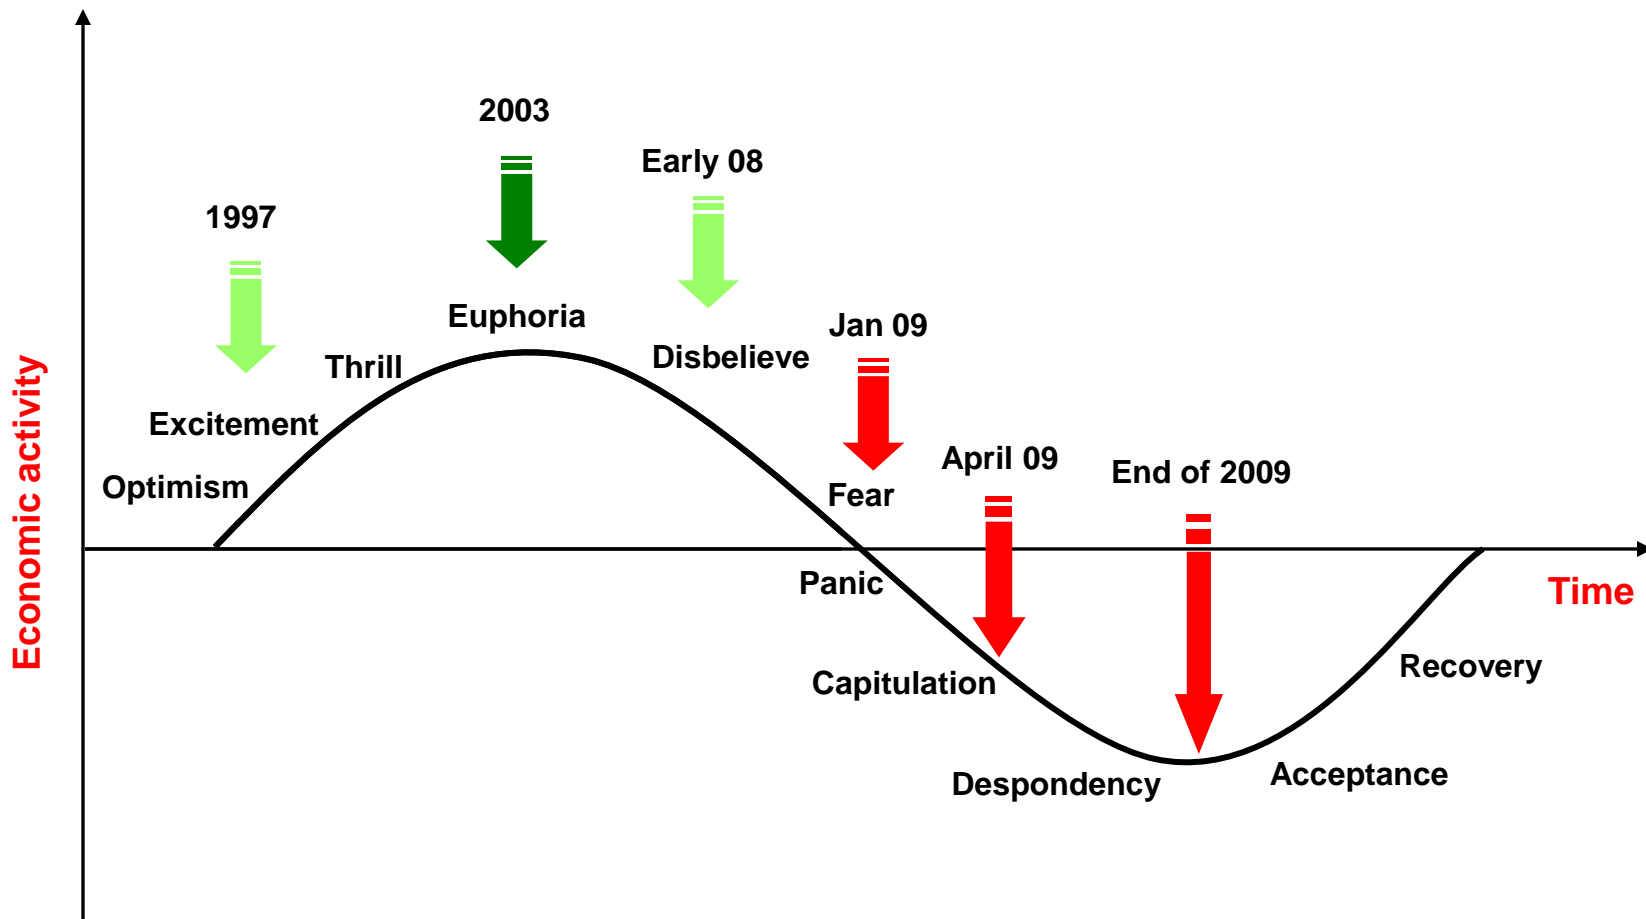 2003
Early 08
1997
Euphoria
Jan 09
Disbelieve
Thrill
Excitement
April 09
End of 2009
Optimism
Fear
Economic activity
Panic
Time
Recovery
Capitulation
Acceptance
Despondency